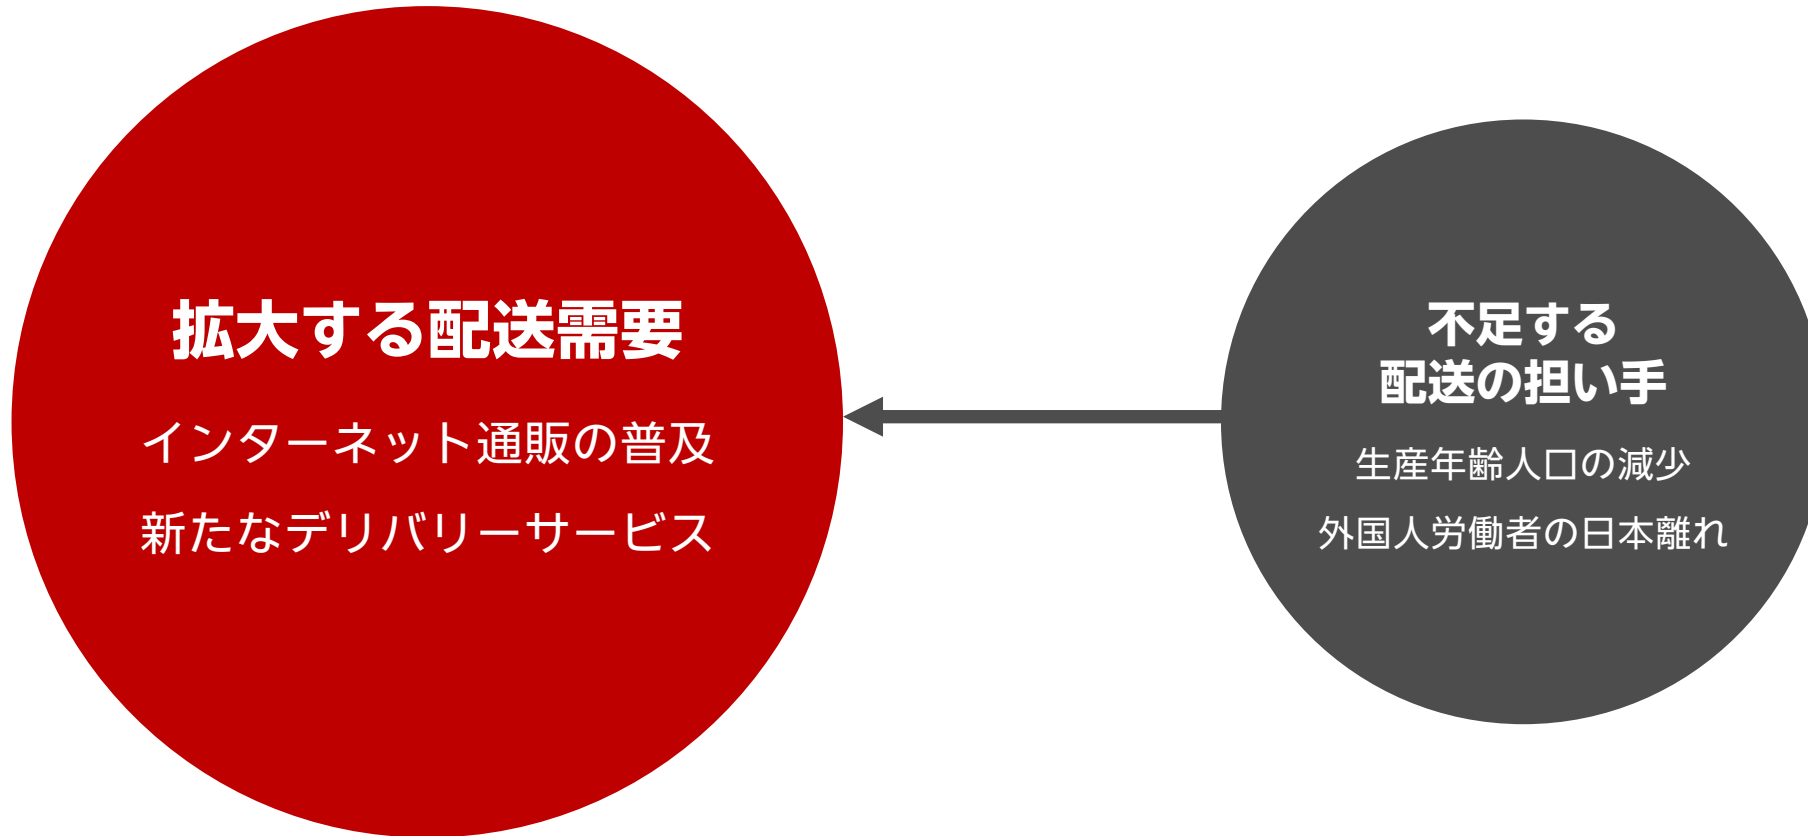 拡大する配送需要
インターネット通販の普及
新たなデリバリーサービス
不足する
配送の担い手
生産年齢人口の減少
外国人労働者の日本離れ